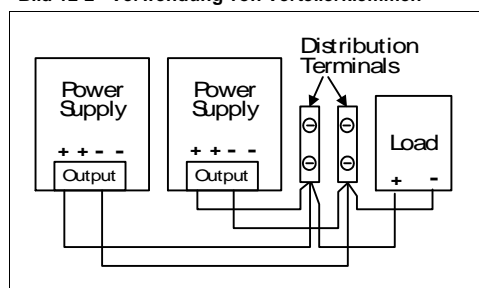 Bild 12-2 Verwendung von Verteilerklemmen
Distribution
Terminals
Power
Supply
+ + - -
Output
Power
Supply
+ + - -
Output
Load
+ -